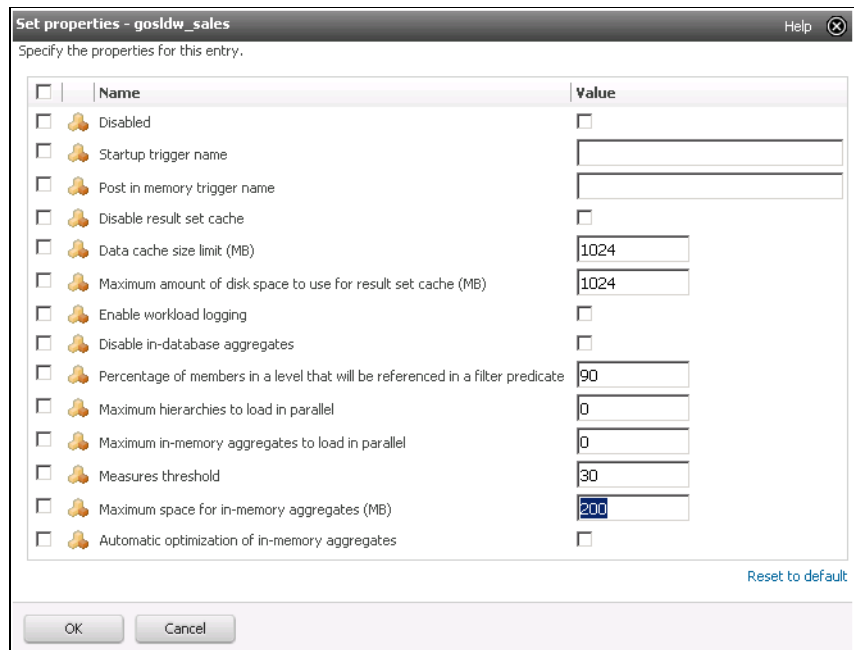 Set properties - gosldw_sales Help
Specify the properties for this entry.
Name Value
Disabled
Startup trigger name
Post in memory trigger name
Disable result set cache
Data cache size limit (MB) 1024
Maximum amount of disk space to use for result set cache (MB) 1024
Enable workload logging
Disable in-database aggregates
Percentage of members in a level that will be referenced in a filter predicate 90
Maximum hierarchies to load in parallel 0
Maximum in-memory aggregates to load in parallel 0
Measures threshold 30
Maximum space for in-memory aggregates (MB) 200
Automatic optimization of in-memory aggregates
Reset to default
OK Cancel